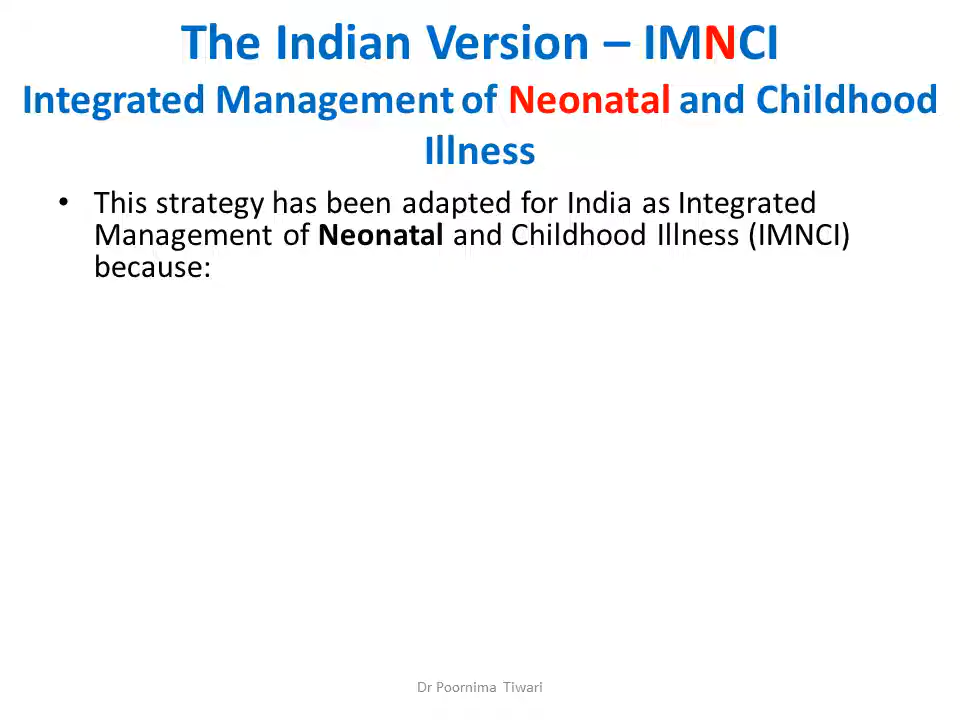 The Indian Version – IMNCI
Integrated Management of Neonatal and Childhood
Illness
• This strategy has been adapted for India as Integrated
Management of Neonatal and Childhood Illness (IMNCI)
because:
Dr Poornima Tiwari